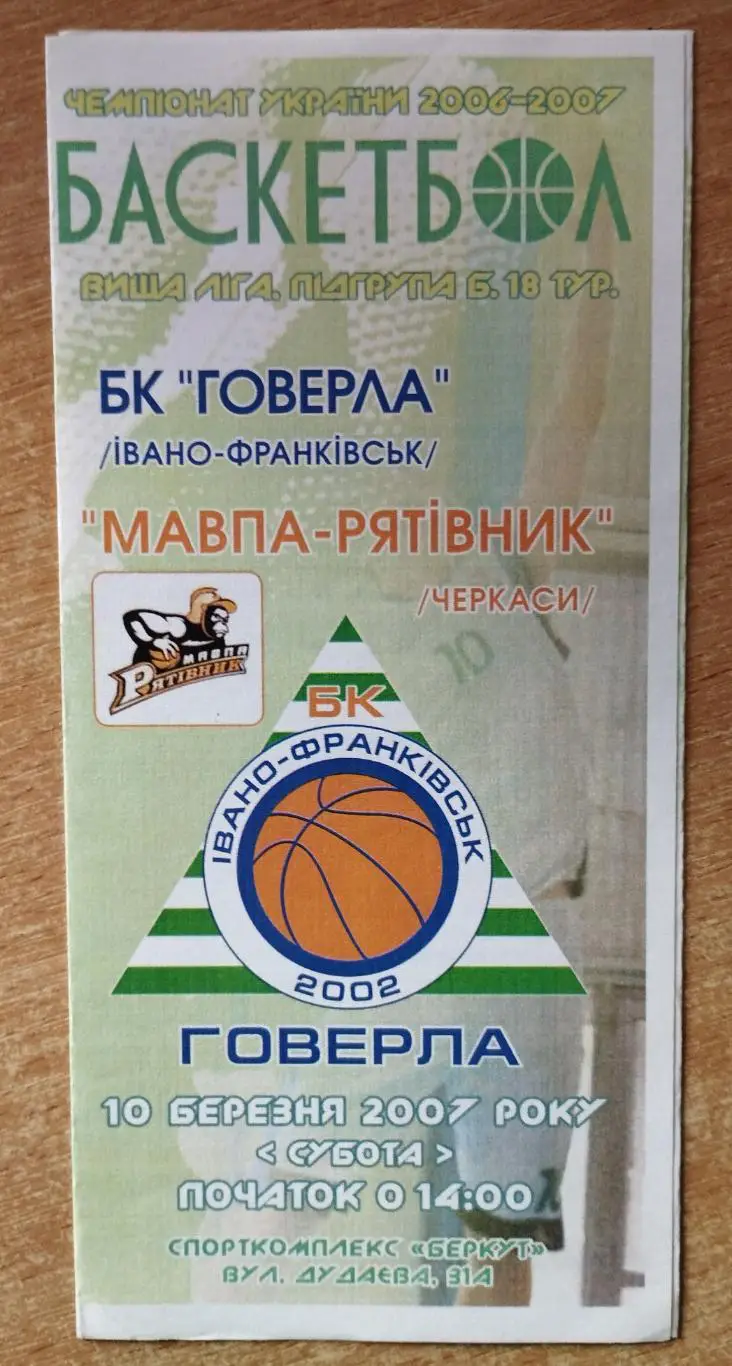 ЧЕМПІОНАТ УКРАЇНИ 2006-2007
БАСКЕТБОЛ
ВИЩА ЛІГА. ПІДГРУПА Б. 18 ТУР.
БК "ГОВЕРЛА"
/ІВАНО-ФРАНКІВСЬК/
"МАВПА-РЯТІВНИК"
/ЧЕРКАСИ/
МАВПА
РЯТІВНИК
10
БК
ІВАНО-ФРАНКІВСЬК
2002
ГОВЕРЛА
10 БЕРЕЗНЯ 2007 РОКУ
< СУБОТА >
ПОЧАТОК О 14:00
СПОРТКОМПЛЕКС «БЕРКУТ»
ВУЛ. ДУДАЄВА, 31А